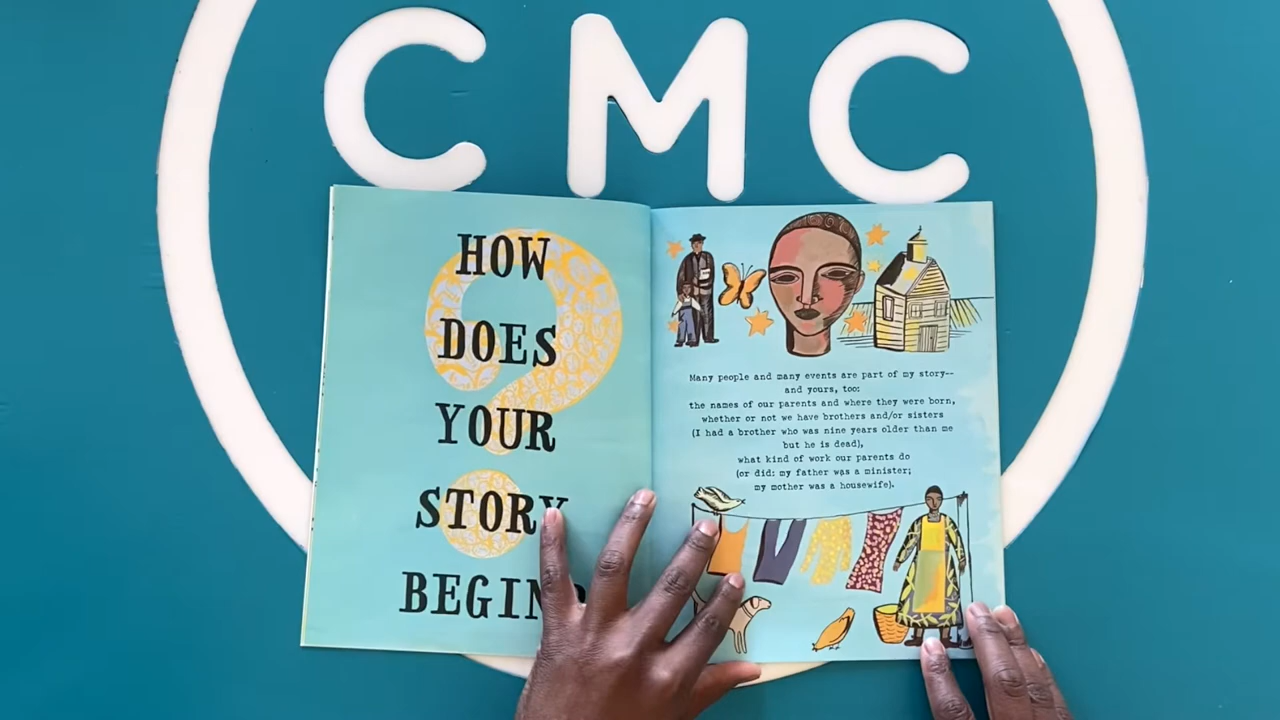 CMC
HOW
DOES
YOUR
STORY
BEGIN?
Many people and many events are part of my story--
and yours, too:
the names of our parents and where they were born,
whether or not we have brothers and/or sisters
(I had a brother who was nine years older than me
but he is dead),
what kind of work our parents do
(or did: my father was a minister;
my mother was a housewife).